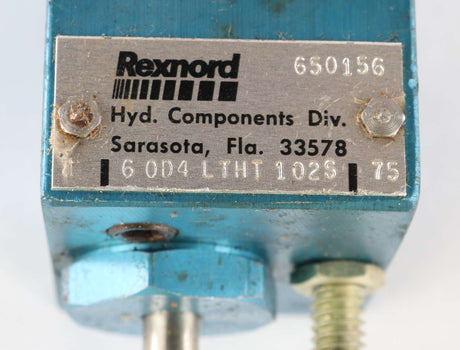 Rexnord 650156
Hyd. Components Div.
Sarasota, Fla. 33578
6 0D4 LTHT 102S 75